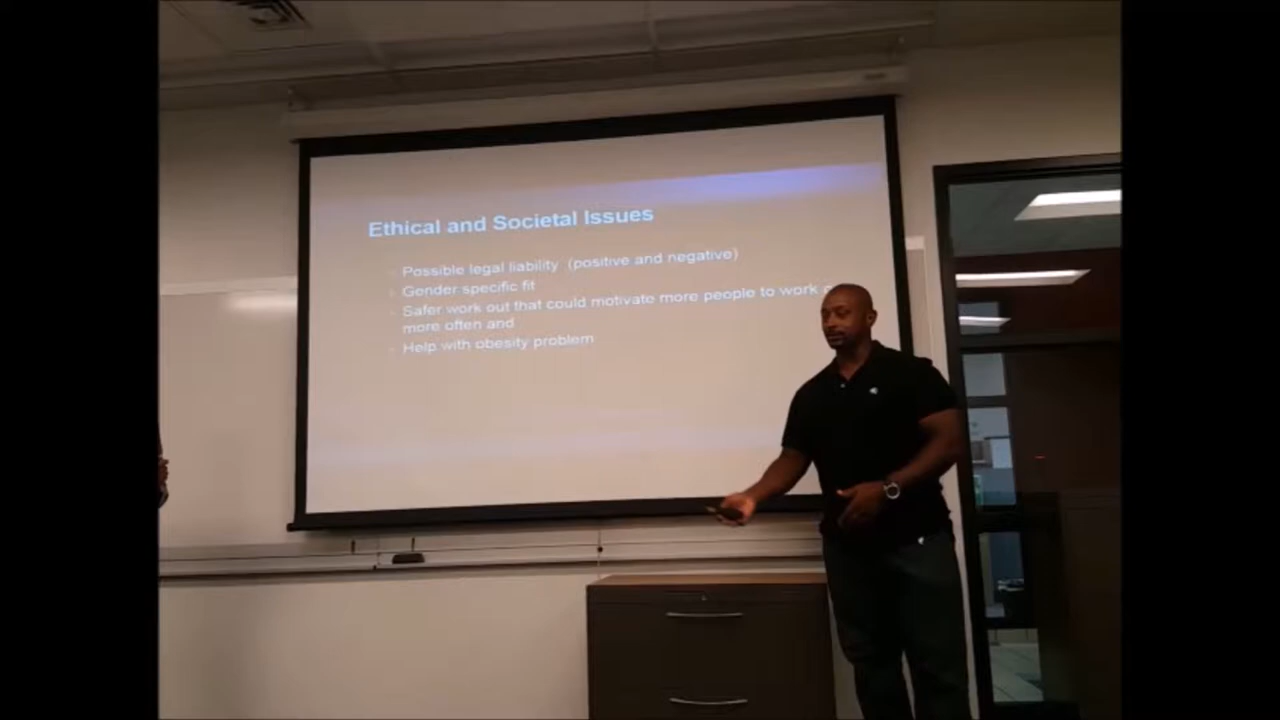 Ethical and Societal Issues
Possible legal liability (positive and negative)
Gender specific fit
Safer work out that could motivate more people to work
more often and
Help with obesity problem